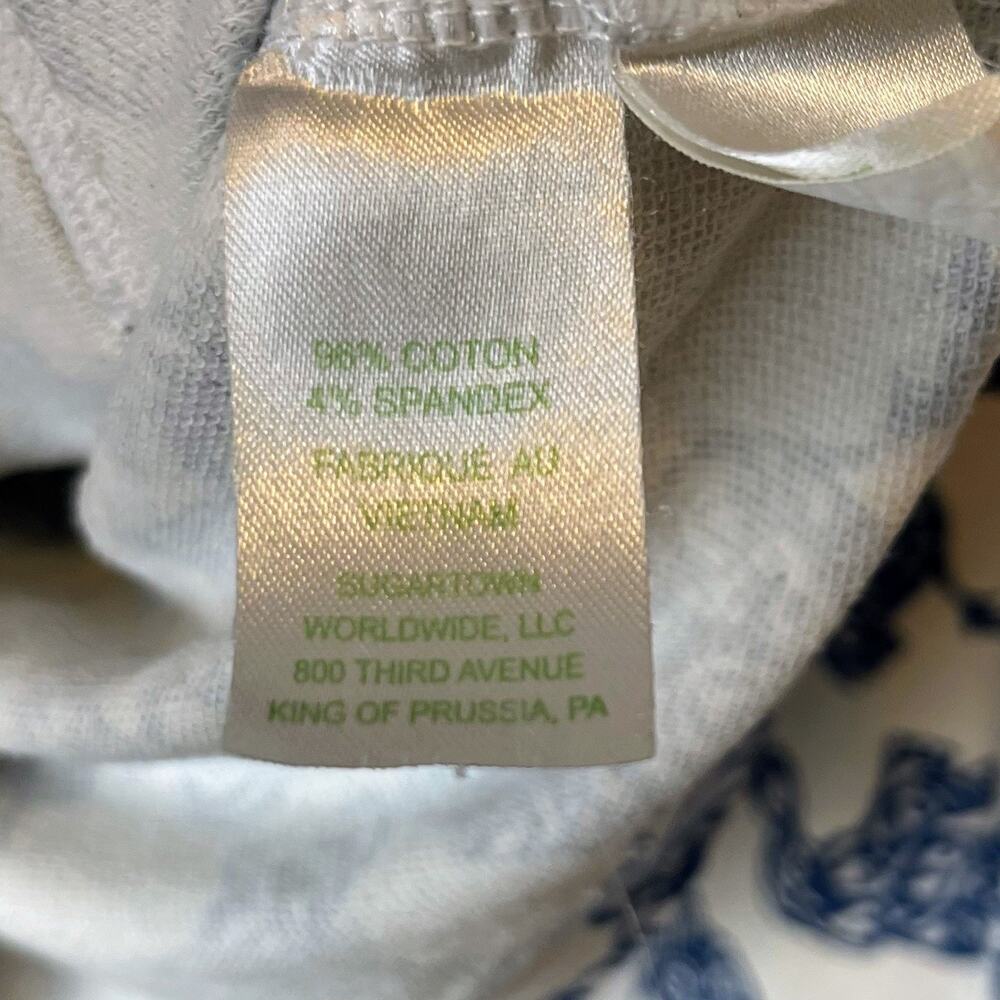 96% COTON
4% SPANDEX
FABRIQUÉ AU
VIETNAM
SUGARTOWN
WORLDWIDE, LLC
800 THIRD AVENUE
KING OF PRUSSIA, PA